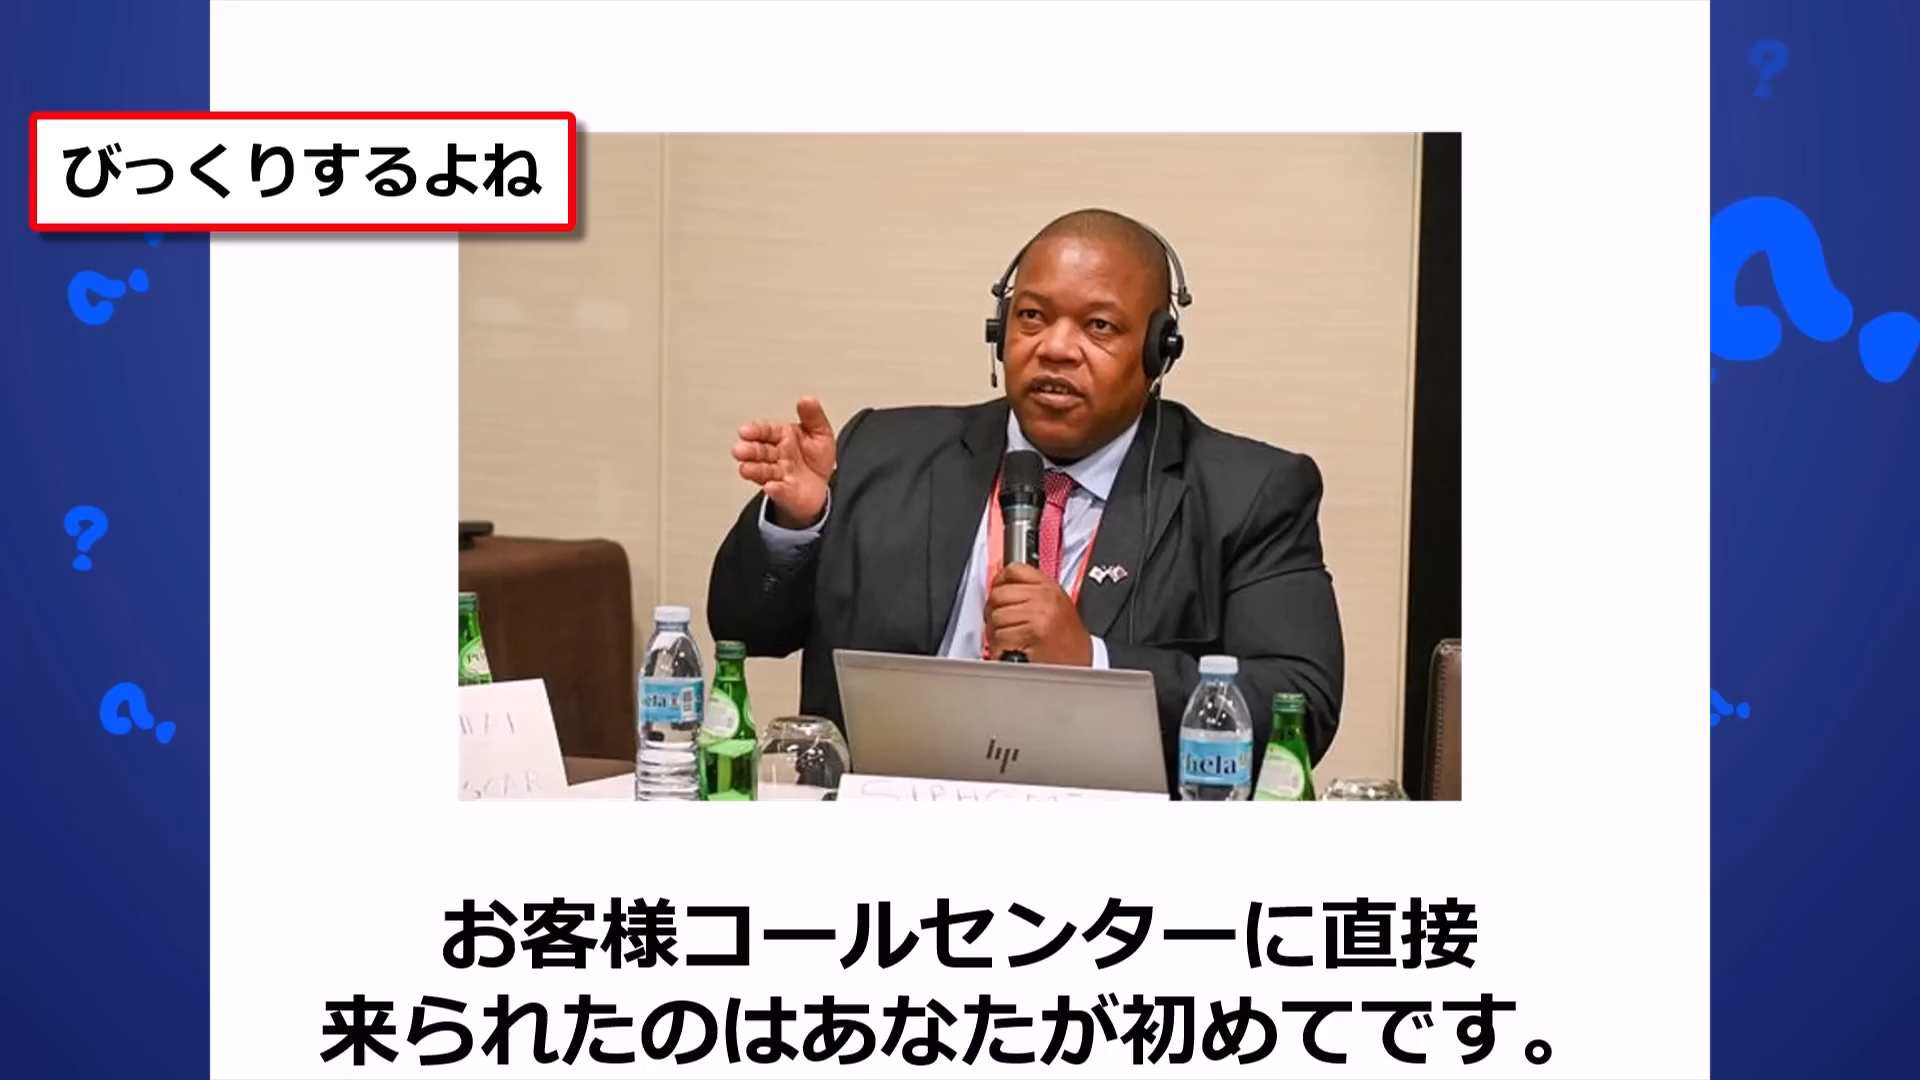 びっくりするよね
hp
お客様コールセンターに直接
来られたのはあなたが初めてです。